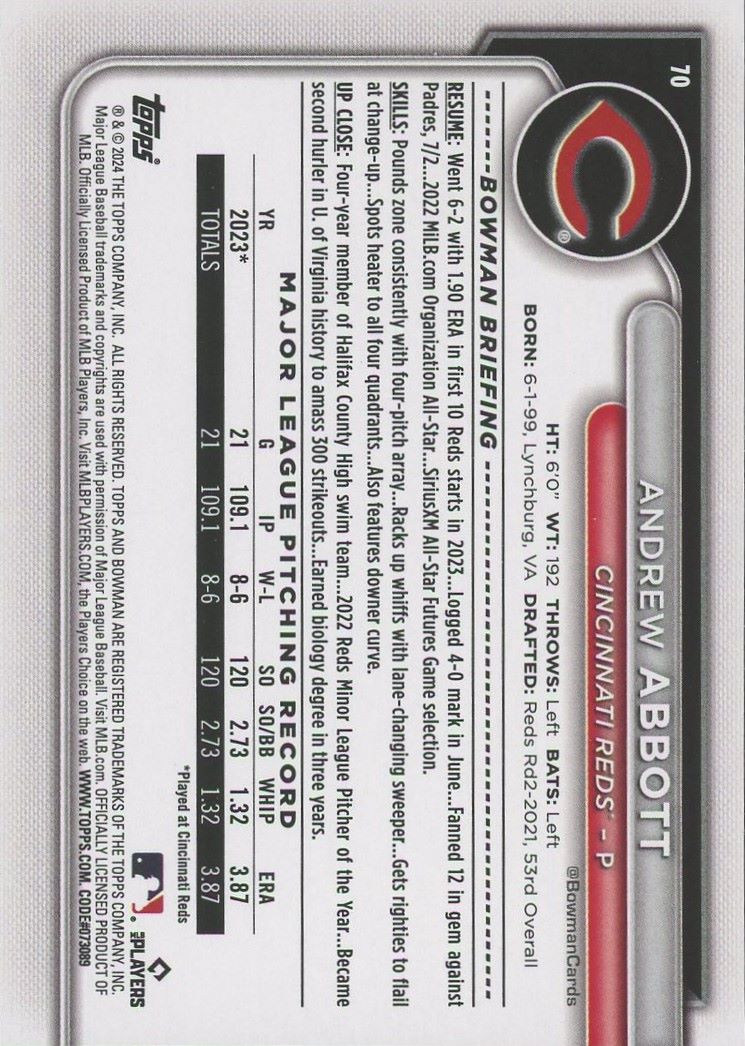 70
ANDREW ABBOTT
CINCINNATI REDS® - P
@BowmanCards
HT: 6'0" WT: 192 THROWS: Left BATS: Left
BORN: 6-1-99, Lynchburg, VA DRAFTED: Reds Rd2-2021, 53rd Overall
BOWMAN BRIEFING
RESUME: Went 6-2 with 1.90 ERA in first 10 Reds starts in 2023...Logged 4-0 mark in June...Fanned 12 in gem against
Padres, 7/2...2022 MLB.com Organization All-Star...SiriusXM All-Star Futures Game selection.
SKILLS: Pounds zone consistently with four-pitch array...Racks up whiffs with lane-changing sweeper...Gets righties to flail
at change-up...Spots heater to all four quadrants...Also features downer curve.
UP CLOSE: Four-year member of Halifax County High swim team...2022 Reds Minor League Pitcher of the Year...Became
second hurler in U. of Virginia history to amass 300 strikeouts...Earned biology degree in three years.
MAJOR LEAGUE PITCHING RECORD
YR G IP W-L SO SO/BB WHIP ERA
2023* 21 109.1 8-6 120 2.73 1.32 3.87
TOTALS 21 109.1 8-6 120 2.73 1.32 3.87
*Played at Cincinnati Reds
topps®
MLB PLAYERS
® & © 2024 THE TOPPS COMPANY, INC. ALL RIGHTS RESERVED. TOPPS AND BOWMAN ARE REGISTERED TRADEMARKS OF THE TOPPS COMPANY, INC.
Major League Baseball trademarks and copyrights are used with permission of Major League Baseball. Visit MLB.com. OFFICIALLY LICENSED PRODUCT OF
MLB. Officially Licensed Product of MLB Players, Inc. Visit MLBPLAYERS.COM, the Players Choice on the web. WWW.TOPPS.COM. CODE#073089